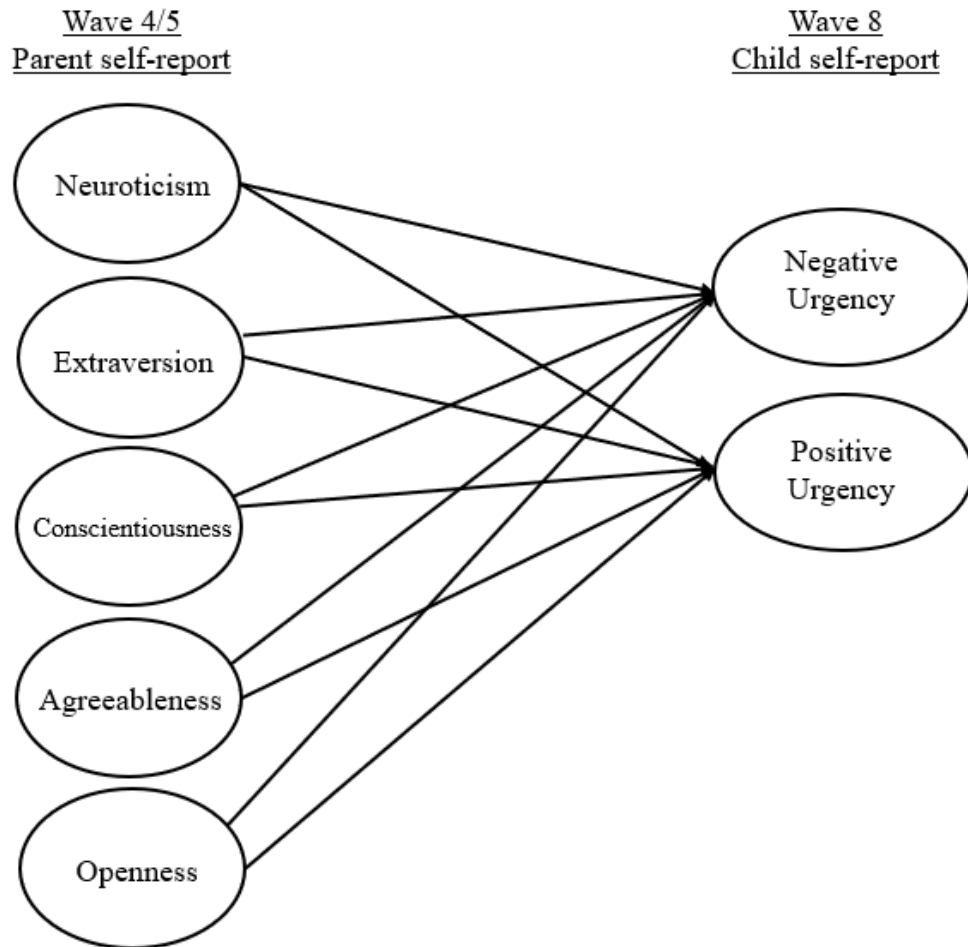 Wave 4/5
Parent self-report
Wave 8
Child self-report
Neuroticism
Extraversion
Conscientiousness
Agreeableness
Openness
Negative
Urgency
Positive
Urgency